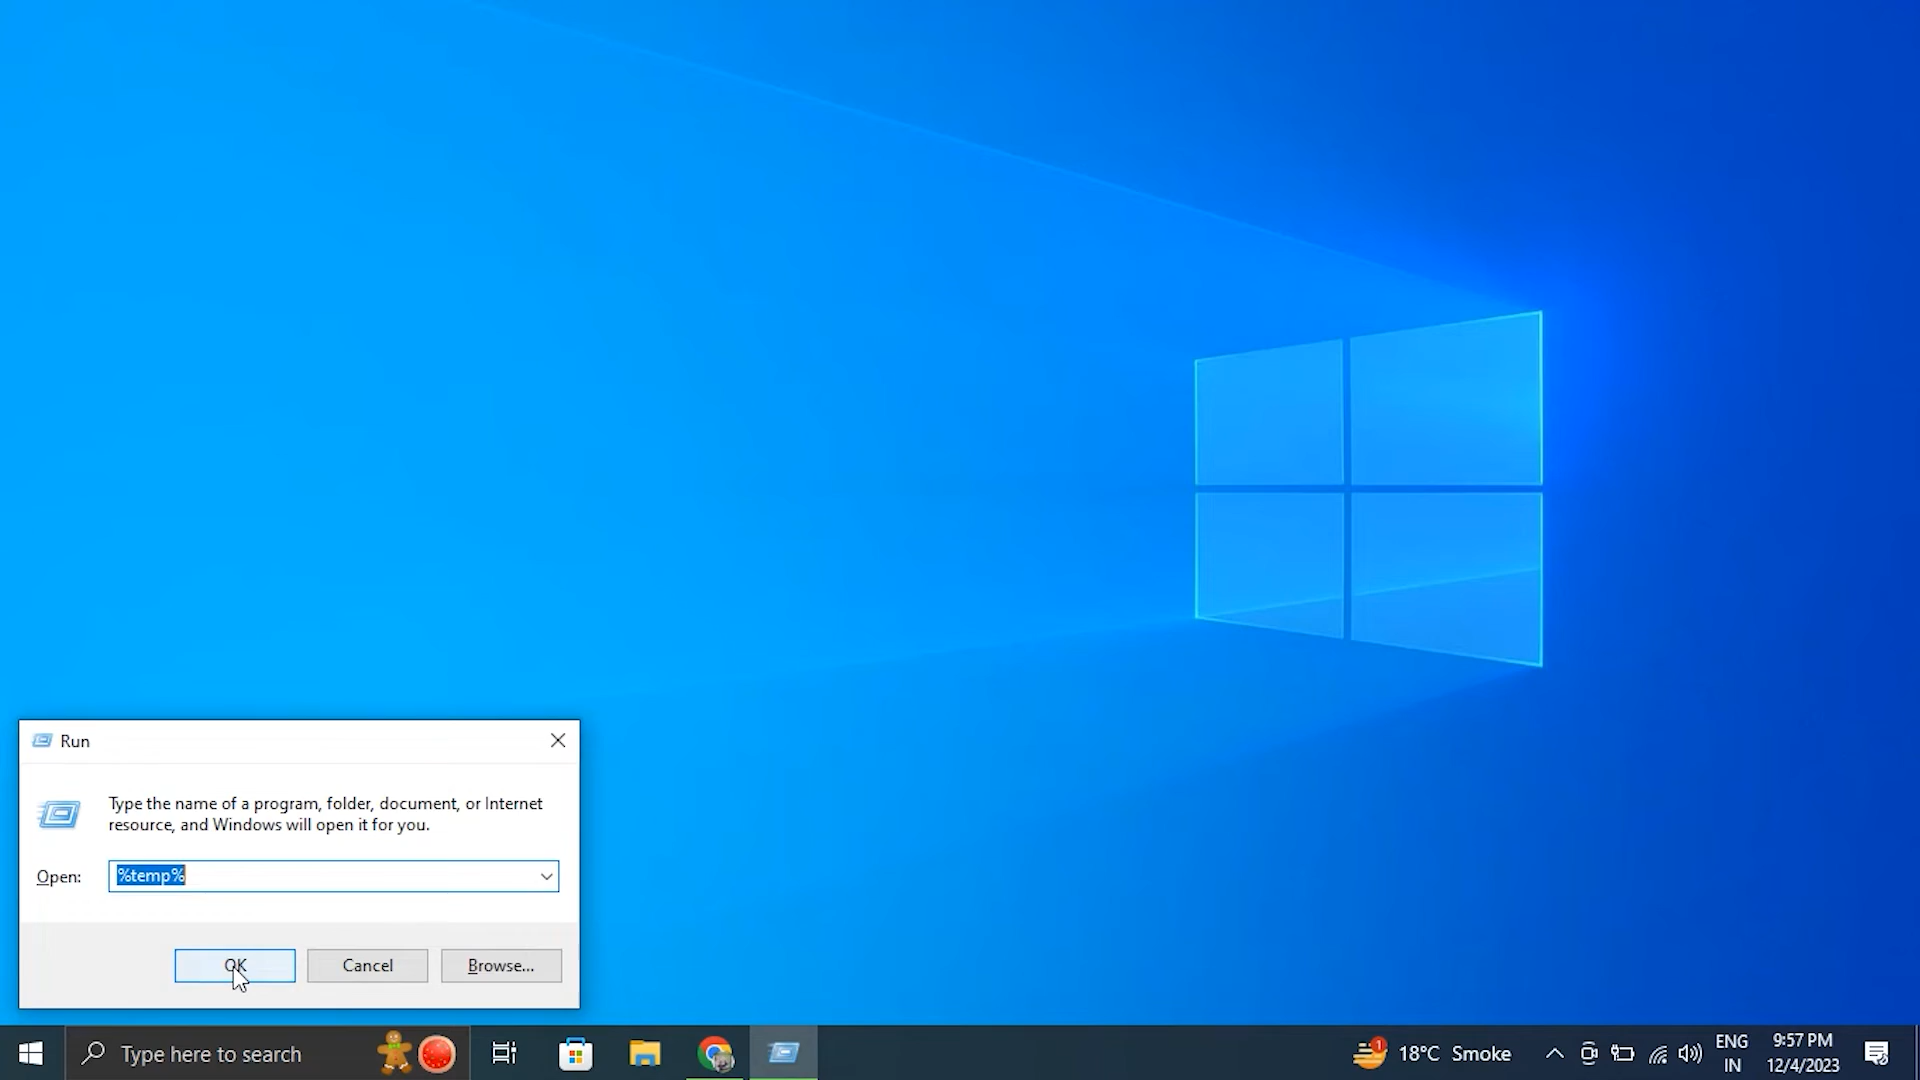 Run
Type the name of a program, folder, document, or Internet
resource, and Windows will open it for you.
Open: %temp%
OK Cancel Browse...
Type here to search
1
18°C Smoke
ENG
IN
9:57 PM
12/4/2023